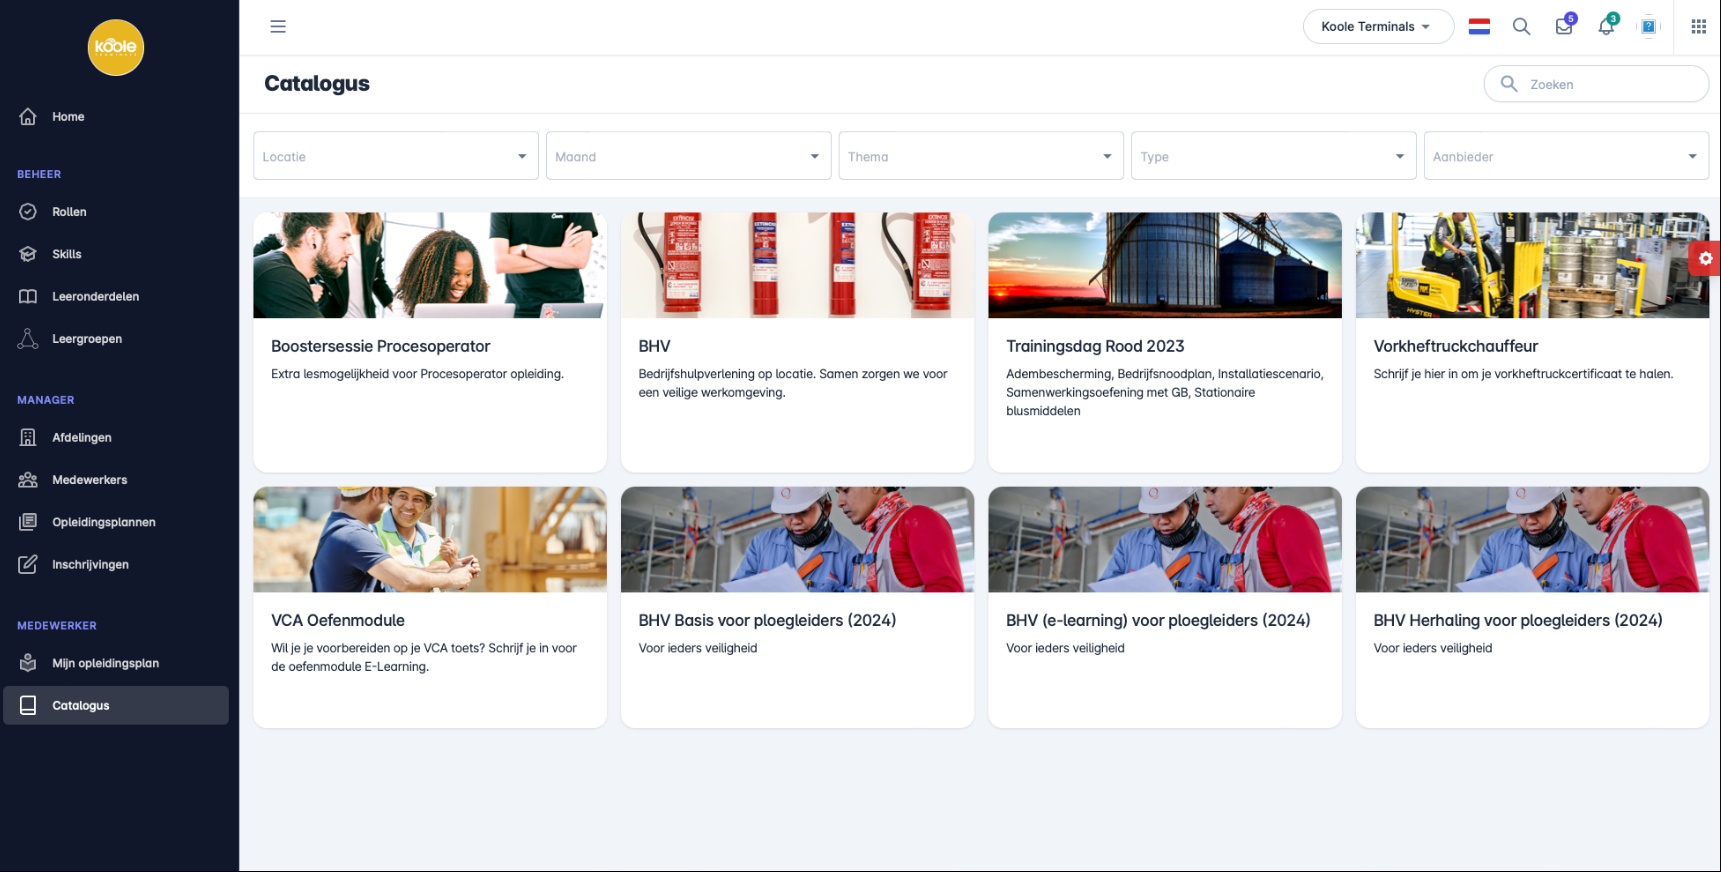 koole
TERMINALS
Koole Terminals
5
3
Catalogus
Zoeken
Home
BEHEER
Rollen
Skills
Leeronderdelen
Leergroepen
MANAGER
Afdelingen
Medewerkers
Opleidingsplannen
Inschrijvingen
MEDEWERKER
Mijn opleidingsplan
Catalogus
Locatie
Maand
Thema
Type
Aanbieder
Boostersessie Procesoperator
Extra lesmogelijkheid voor Procesoperator opleiding.
BHV
Bedrijfshulpverlening op locatie. Samen zorgen we voor
een veilige werkomgeving.
Trainingsdag Rood 2023
Adembescherming, Bedrijfsnoodplan, Installatiescenario,
Samenwerkingsoefening met GB, Stationaire
blusmiddelen
HYSTER
Vorkheftruckchauffeur
Schrijf je hier in om je vorkheftruckcertificaat te halen.
VCA Oefenmodule
Wil je je voorbereiden op je VCA toets? Schrijf je in voor
de oefenmodule E-Learning.
BHV Basis voor ploegleiders (2024)
Voor ieders veiligheid
BHV (e-learning) voor ploegleiders (2024)
Voor ieders veiligheid
BHV Herhaling voor ploegleiders (2024)
Voor ieders veiligheid